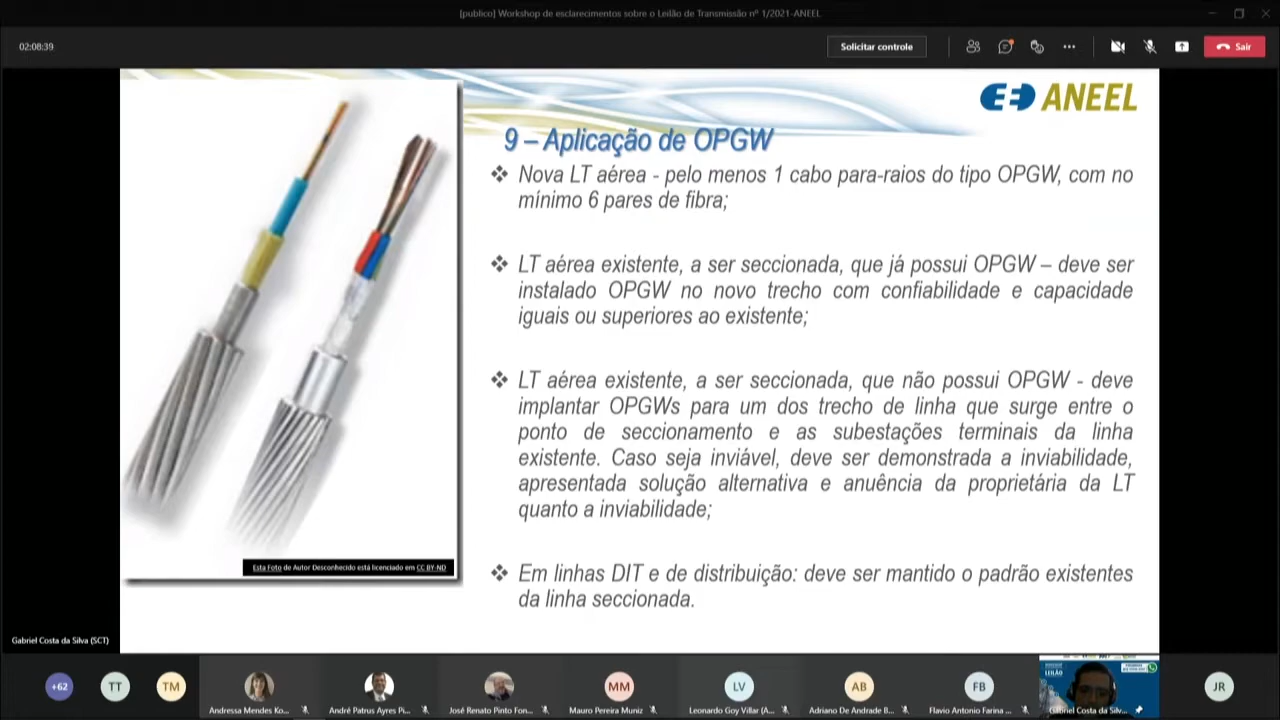 [publico] Workshop de esclarecimentos sobre o Leilão de Transmissão nº 1/2021-ANEEL
02:08:39
Solicitar controle
Sair
ANEEL
9 – Aplicação de OPGW
Nova LT aérea - pelo menos 1 cabo para-raios do tipo OPGW, com no
mínimo 6 pares de fibra;
LT aérea existente, a ser seccionada, que já possui OPGW – deve ser
instalado OPGW no novo trecho com confiabilidade e capacidade
iguais ou superiores ao existente;
LT aérea existente, a ser seccionada, que não possui OPGW - deve
implantar OPGWs para um dos trecho de linha que surge entre o
ponto de seccionamento e as subestações terminais da linha
existente. Caso seja inviável, deve ser demonstrada a inviabilidade,
apresentada solução alternativa e anuência da proprietária da LT
quanto a inviabilidade;
Em linhas DIT e de distribuição: deve ser mantido o padrão existentes
da linha seccionada.
Esta Foto de Autor Desconhecido está licenciado em CC BY-ND
Gabriel Costa da Silva (SCT)
+62
TT
TM
MM
LV
AB
FB
LEILÃO
JR
Andressa Mendes Ko...
André Patrus Ayres Pi...
José Renato Pinto Fon...
Mauro Pereira Muniz
Leonardo Goy Villar (A...
Adriano De Andrade B...
Flavio Antonio Farina ...
Gabriel Costa da Silv...